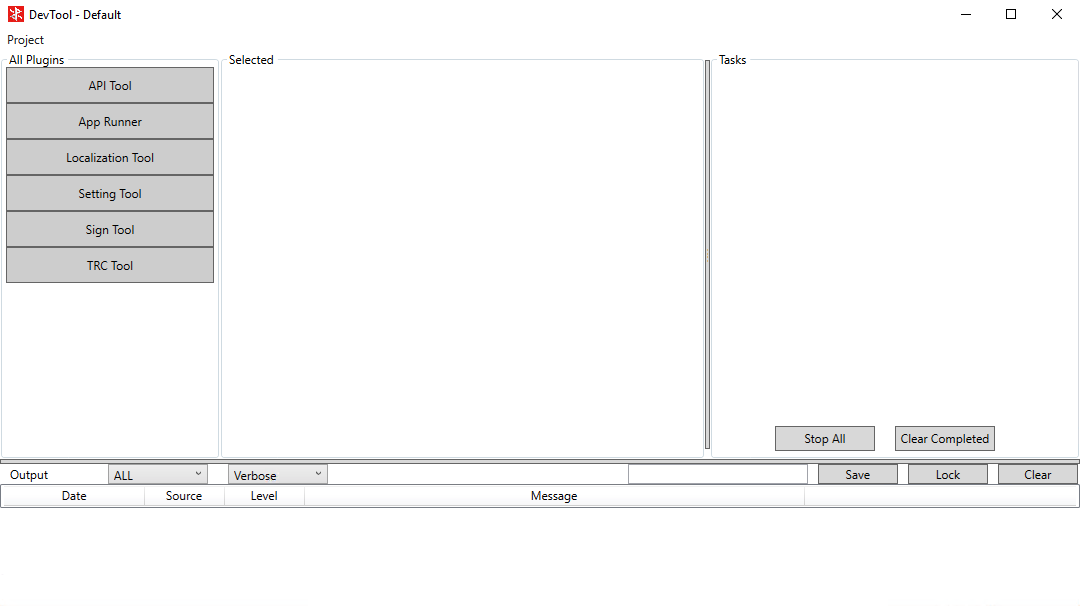 DevTool - Default
Project
All Plugins
Selected
Tasks
API Tool
App Runner
Localization Tool
Setting Tool
Sign Tool
TRC Tool
Stop All
Clear Completed
Output
ALL
Verbose
Save
Lock
Clear
Date
Source
Level
Message